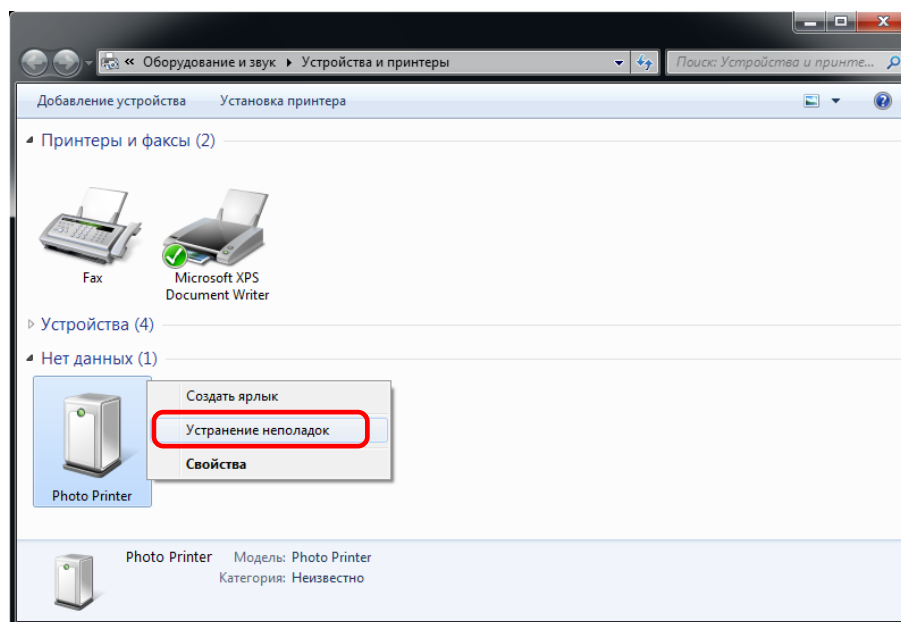 « Оборудование и звук ▸ Устройства и принтеры
Поиск: Устройства и принте...
Добавление устройства Установка принтера
Принтеры и факсы (2)
Fax
Microsoft XPS
Document Writer
Устройства (4)
Нет данных (1)
Создать ярлык
Устранение неполадок
Свойства
Photo Printer
Photo Printer Модель: Photo Printer
Категория: Неизвестно